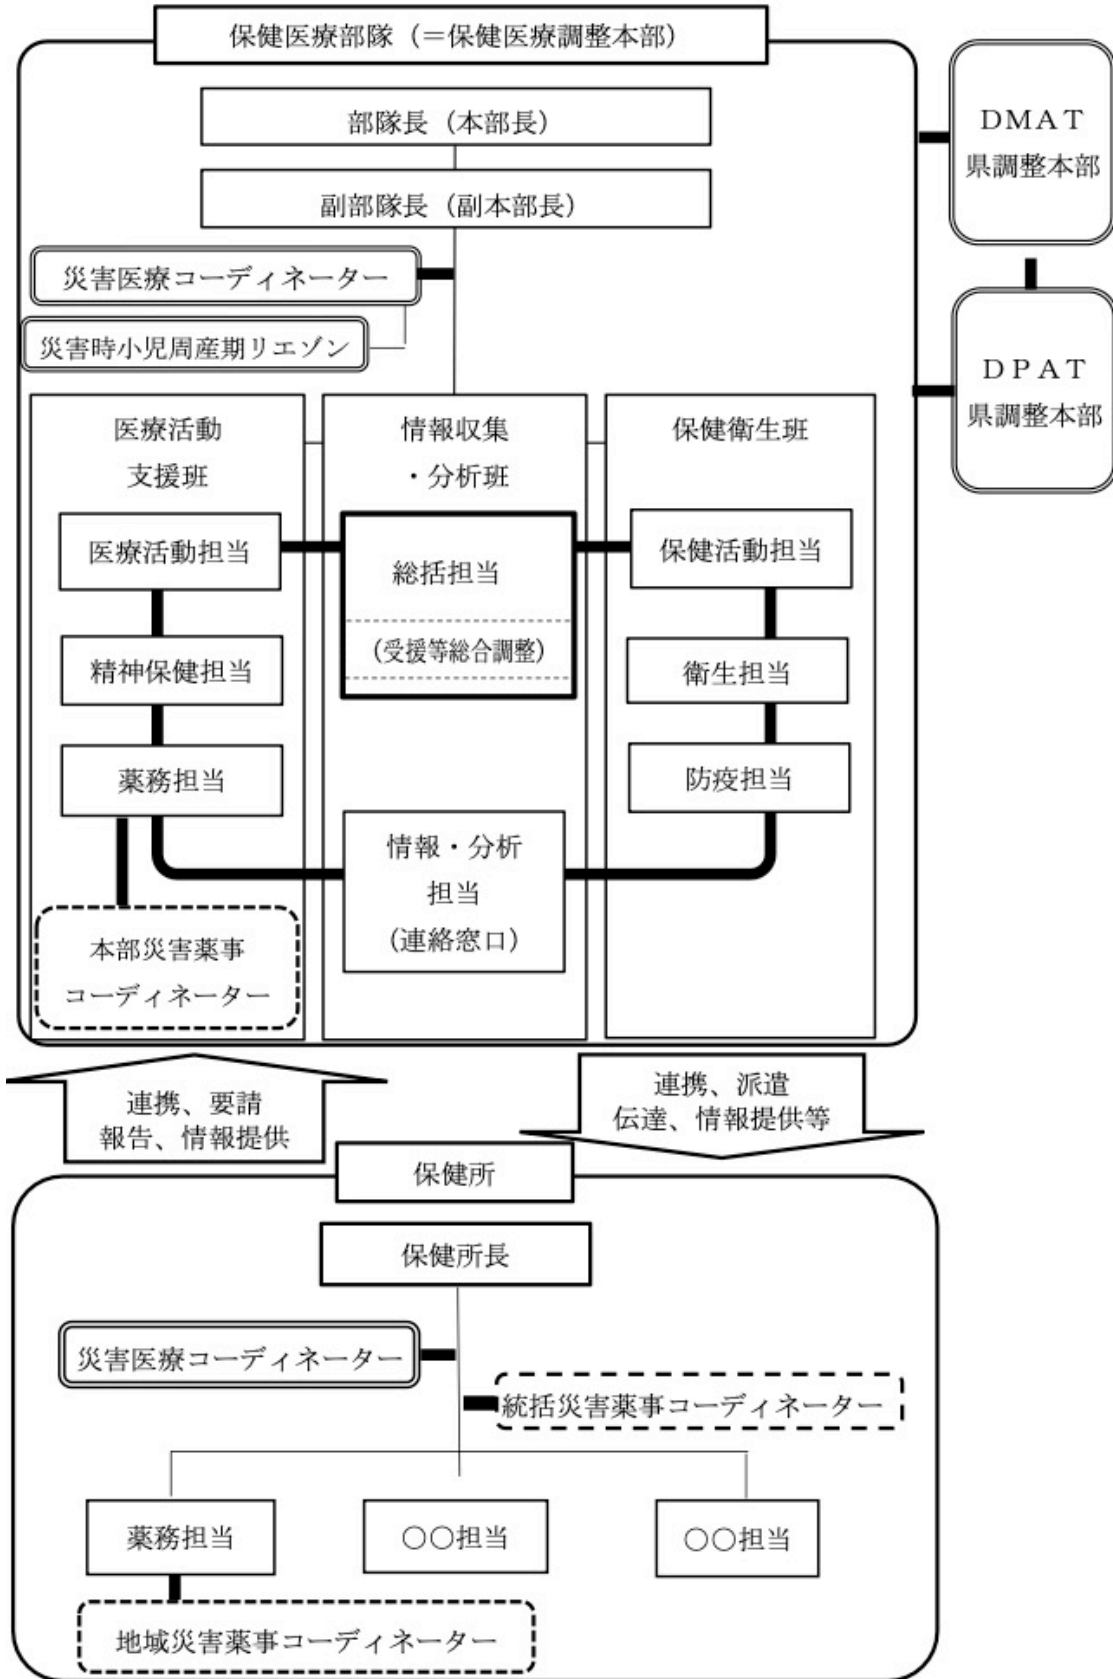 保健医療部隊（＝保健医療調整本部）
部隊長（本部長）
副部隊長（副本部長）
災害医療コーディネーター
災害時小児周産期リエゾン
ＤＭＡＴ
県調整本部
ＤＰＡＴ
県調整本部
医療活動
支援班
医療活動担当
精神保健担当
薬務担当
本部災害薬事
コーディネーター
情報収集
・分析班
総括担当
（受援等総合調整）
情報・分析
担当
（連絡窓口）
保健衛生班
保健活動担当
衛生担当
防疫担当
連携、要請
報告、情報提供
連携、派遣
伝達、情報提供等
保健所
保健所長
災害医療コーディネーター
統括災害薬事コーディネーター
薬務担当
○○担当
○○担当
地域災害薬事コーディネーター